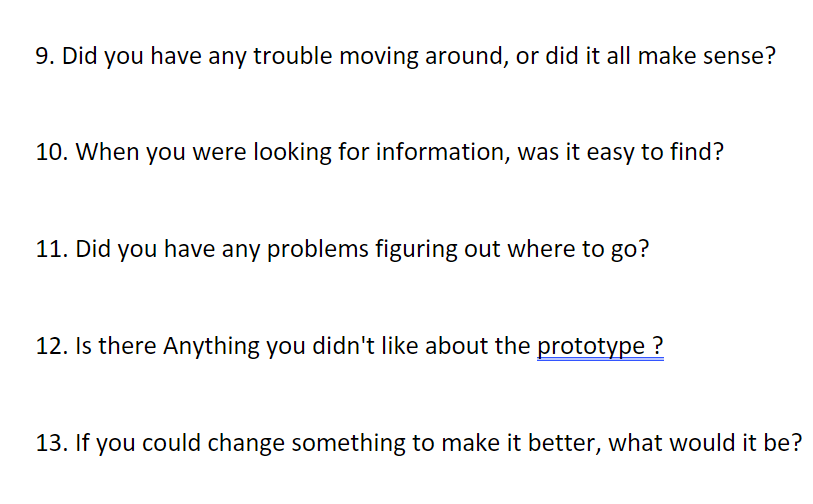 9. Did you have any trouble moving around, or did it all make sense?
10. When you were looking for information, was it easy to find?
11. Did you have any problems figuring out where to go?
12. Is there Anything you didn't like about the prototype ?
13. If you could change something to make it better, what would it be?